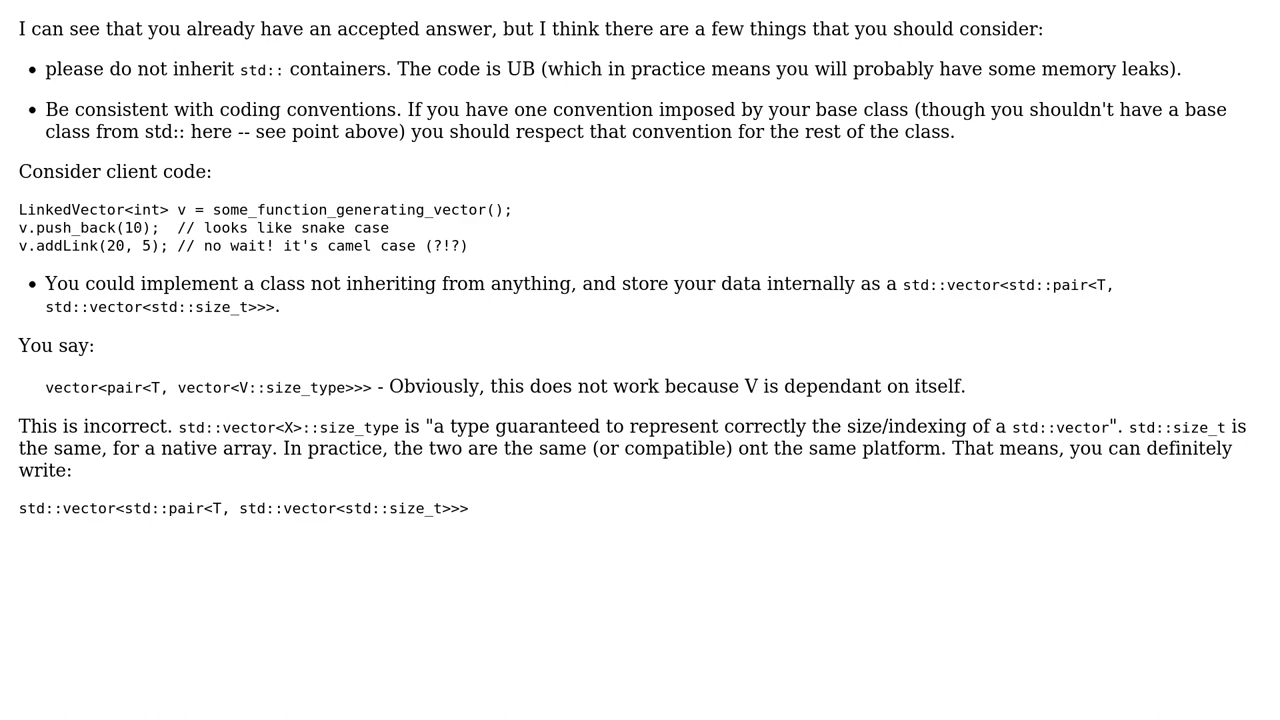 I can see that you already have an accepted answer, but I think there are a few things that you should consider:
• please do not inherit std:: containers. The code is UB (which in practice means you will probably have some memory leaks).
• Be consistent with coding conventions. If you have one convention imposed by your base class (though you shouldn't have a base
class from std:: here -- see point above) you should respect that convention for the rest of the class.
Consider client code:
LinkedVector<int> v = some_function_generating_vector();
v.push_back(10);  // looks like snake case
v.addLink(20, 5); // no wait! it's camel case (?!?)
• You could implement a class not inheriting from anything, and store your data internally as a std::vector<std::pair<T,
std::vector<std::size_t>>>.
You say:
vector<pair<T, vector<V::size_type>>> - Obviously, this does not work because V is dependant on itself.
This is incorrect. std::vector<X>::size_type is "a type guaranteed to represent correctly the size/indexing of a std::vector". std::size_t is
the same, for a native array. In practice, the two are the same (or compatible) ont the same platform. That means, you can definitely
write:
std::vector<std::pair<T, std::vector<std::size_t>>>